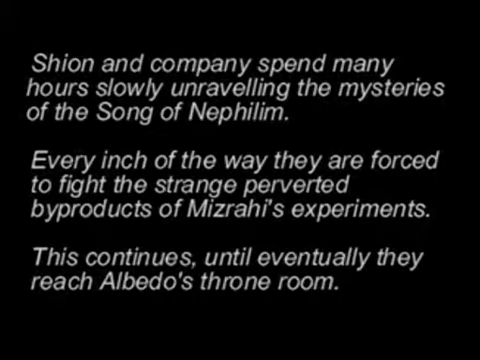 Shion and company spend many
hours slowly unravelling the mysteries
of the Song of Nephilim.
Every inch of the way they are forced
to fight the strange perverted
byproducts of Mizrahi's experiments.
This continues, until eventually they
reach Albedo's throne room.